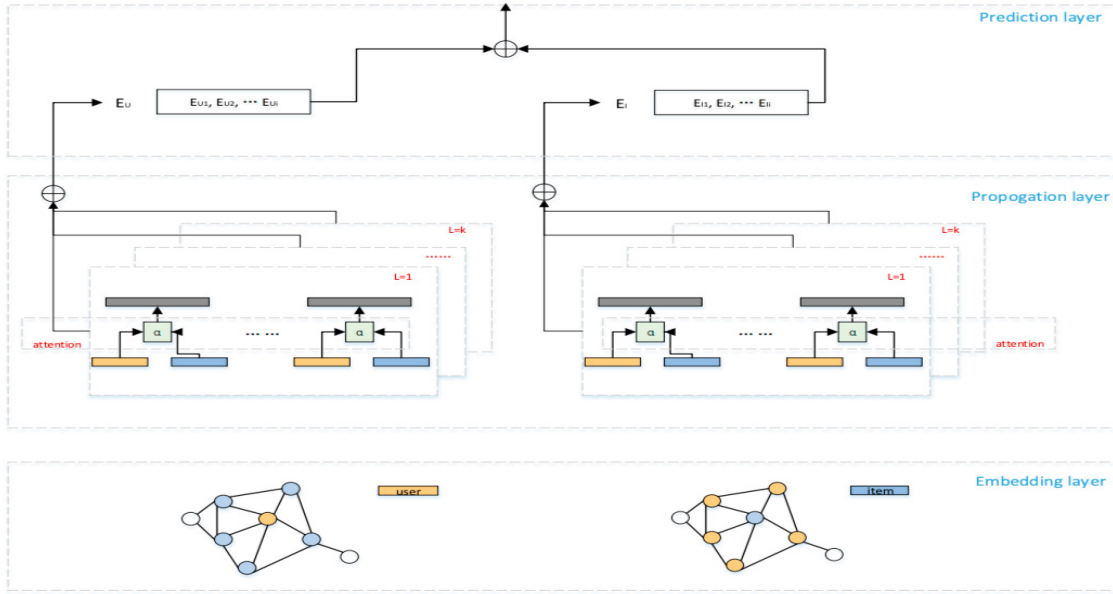 Prediction layer
EU
EU1, EU2, ··· EUi
Ei
EI1, EI2, ··· EIi
Propogation layer
L=k
······
L=1
α
··· ···
α
attention
L=k
······
L=1
α
··· ···
α
attention
Embedding layer
user
item